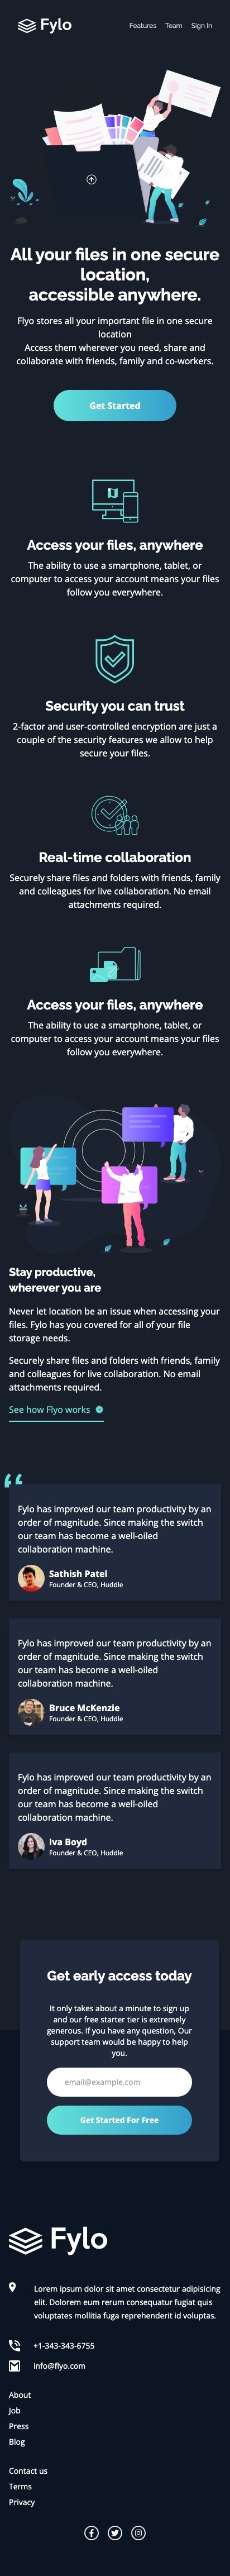 Fylo
Features Team Sign In
All your files in one secure
location,
accessible anywhere.
Flyo stores all your important file in one secure
location
Access them wherever you need, share and
collaborate with friends, family and co-workers.
Get Started
Access your files, anywhere
The ability to use a smartphone, tablet, or
computer to access your account means your files
follow you everywhere.
Security you can trust
2-factor and user-controlled encryption are just a
couple of the security features we allow to help
secure your files.
Real-time collaboration
Securely share files and folders with friends, family
and colleagues for live collaboration. No email
attachments required.
Access your files, anywhere
The ability to use a smartphone, tablet, or
computer to access your account means your files
follow you everywhere.
Stay productive,
wherever you are
Never let location be an issue when accessing your
files. Fylo has you covered for all of your file
storage needs.
Securely share files and folders with friends, family
and colleagues for live collaboration. No email
attachments required.
See how Flyo works
Fylo has improved our team productivity by an
order of magnitude. Since making the switch
our team has become a well-oiled
collaboration machine.
Sathish Patel
Founder & CEO, Huddle
Fylo has improved our team productivity by an
order of magnitude. Since making the switch
our team has become a well-oiled
collaboration machine.
Bruce McKenzie
Founder & CEO, Huddle
Fylo has improved our team productivity by an
order of magnitude. Since making the switch
our team has become a well-oiled
collaboration machine.
Iva Boyd
Founder & CEO, Huddle
Get early access today
It only takes about a minute to sign up
and our free starter tier is extremely
generous. If you have any question, Our
support team would be happy to help
you.
email@example.com
Get Started For Free
Fylo
Lorem ipsum dolor sit amet consectetur adipisicing
elit. Dolorem eum rerum consequatur fugiat quis
voluptates mollitia fuga reprehenderit id voluptas.
+1-343-343-6755
info@flyo.com
About
Job
Press
Blog
Contact us
Terms
Privacy